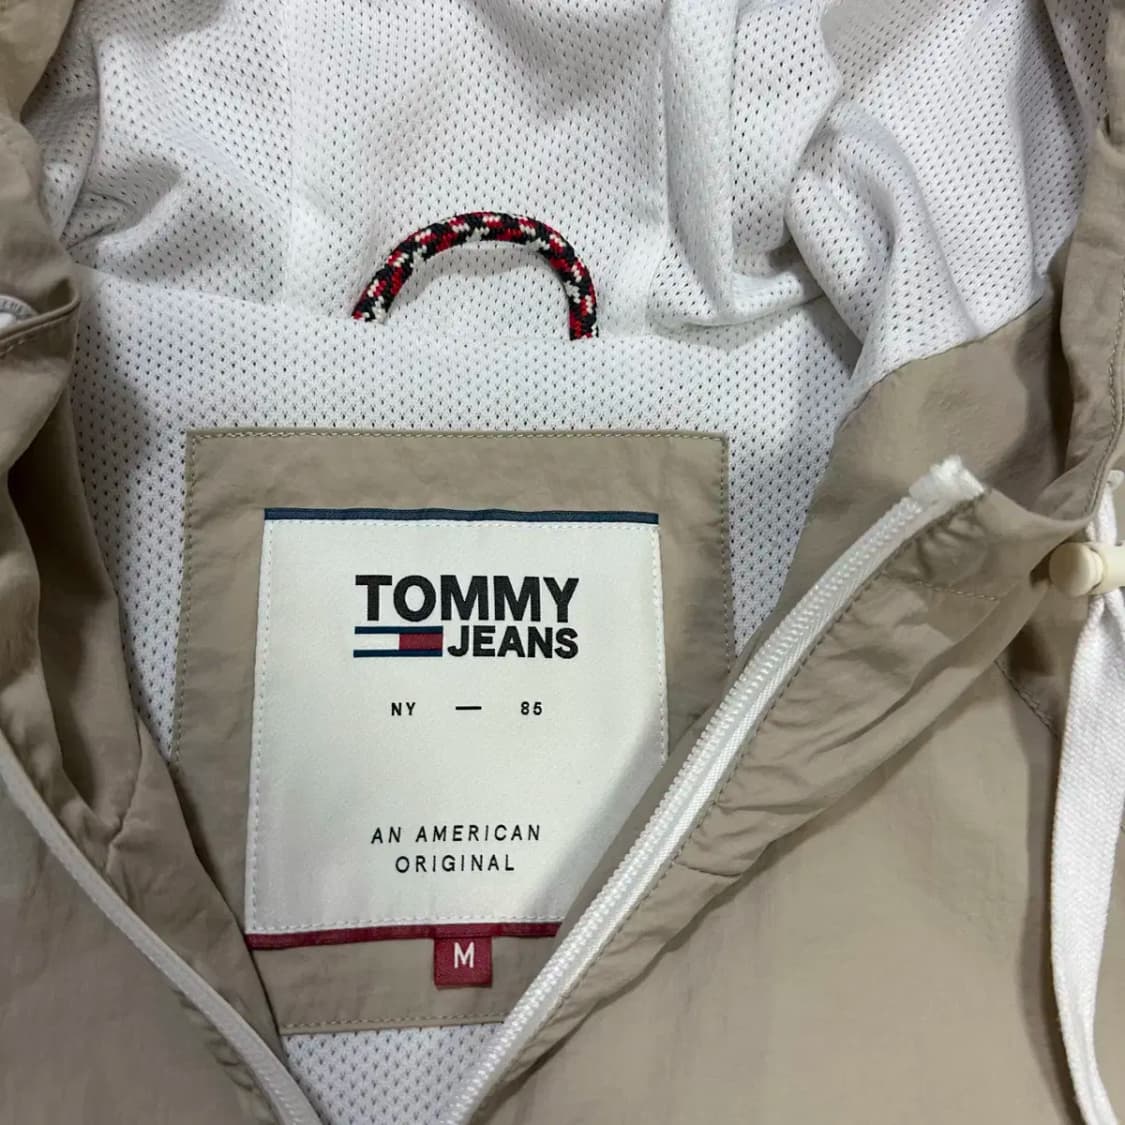 TOMMY
JEANS
NY — 85
AN AMERICAN
ORIGINAL
M